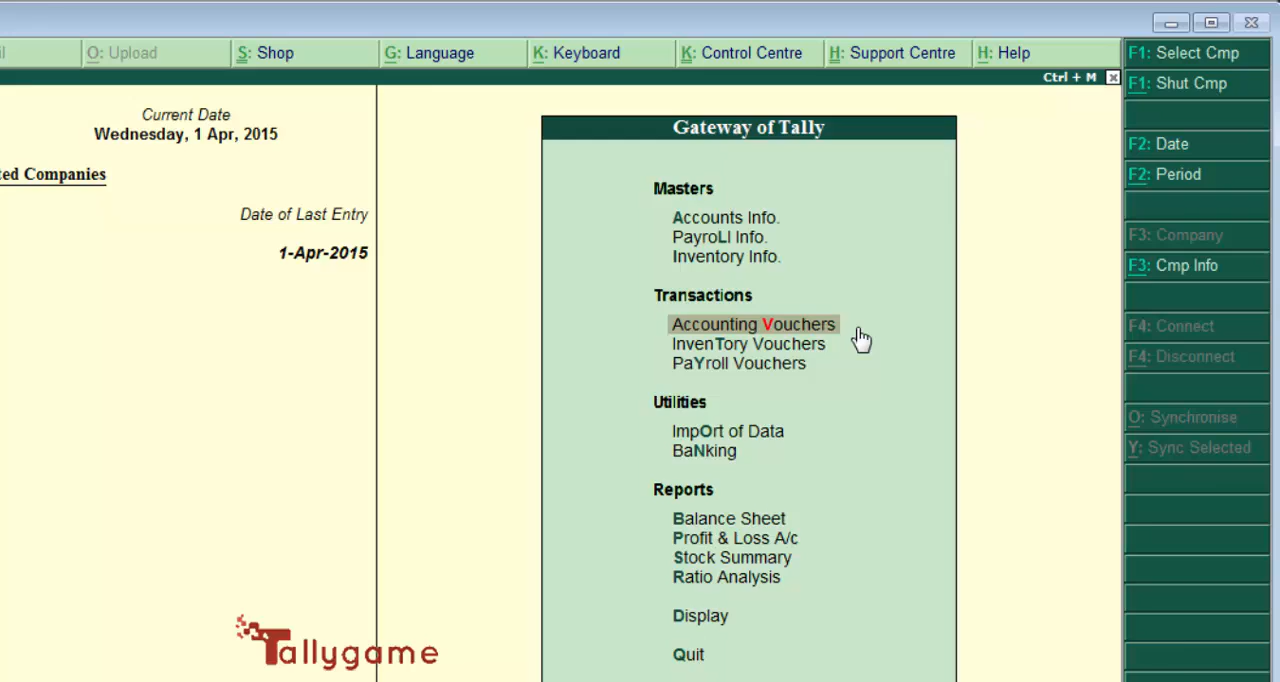 il
O: Upload
S: Shop
G: Language
K: Keyboard
K: Control Centre
H: Support Centre
H: Help
Ctrl + M x
Current Date
Wednesday, 1 Apr, 2015
ted Companies
Date of Last Entry
1-Apr-2015
Gateway of Tally
Masters
Accounts Info.
PayroLl Info.
Inventory Info.
Transactions
Accounting Vouchers
InvenTory Vouchers
PaYroll Vouchers
Utilities
ImpOrt of Data
BaNking
Reports
Balance Sheet
Profit & Loss A/c
Stock Summary
Ratio Analysis
Display
Quit
F1: Select Cmp
F1: Shut Cmp
F2: Date
F2: Period
F3: Company
F3: Cmp Info
F4: Connect
F4: Disconnect
O: Synchronise
Y: Sync Selected
Tallygame